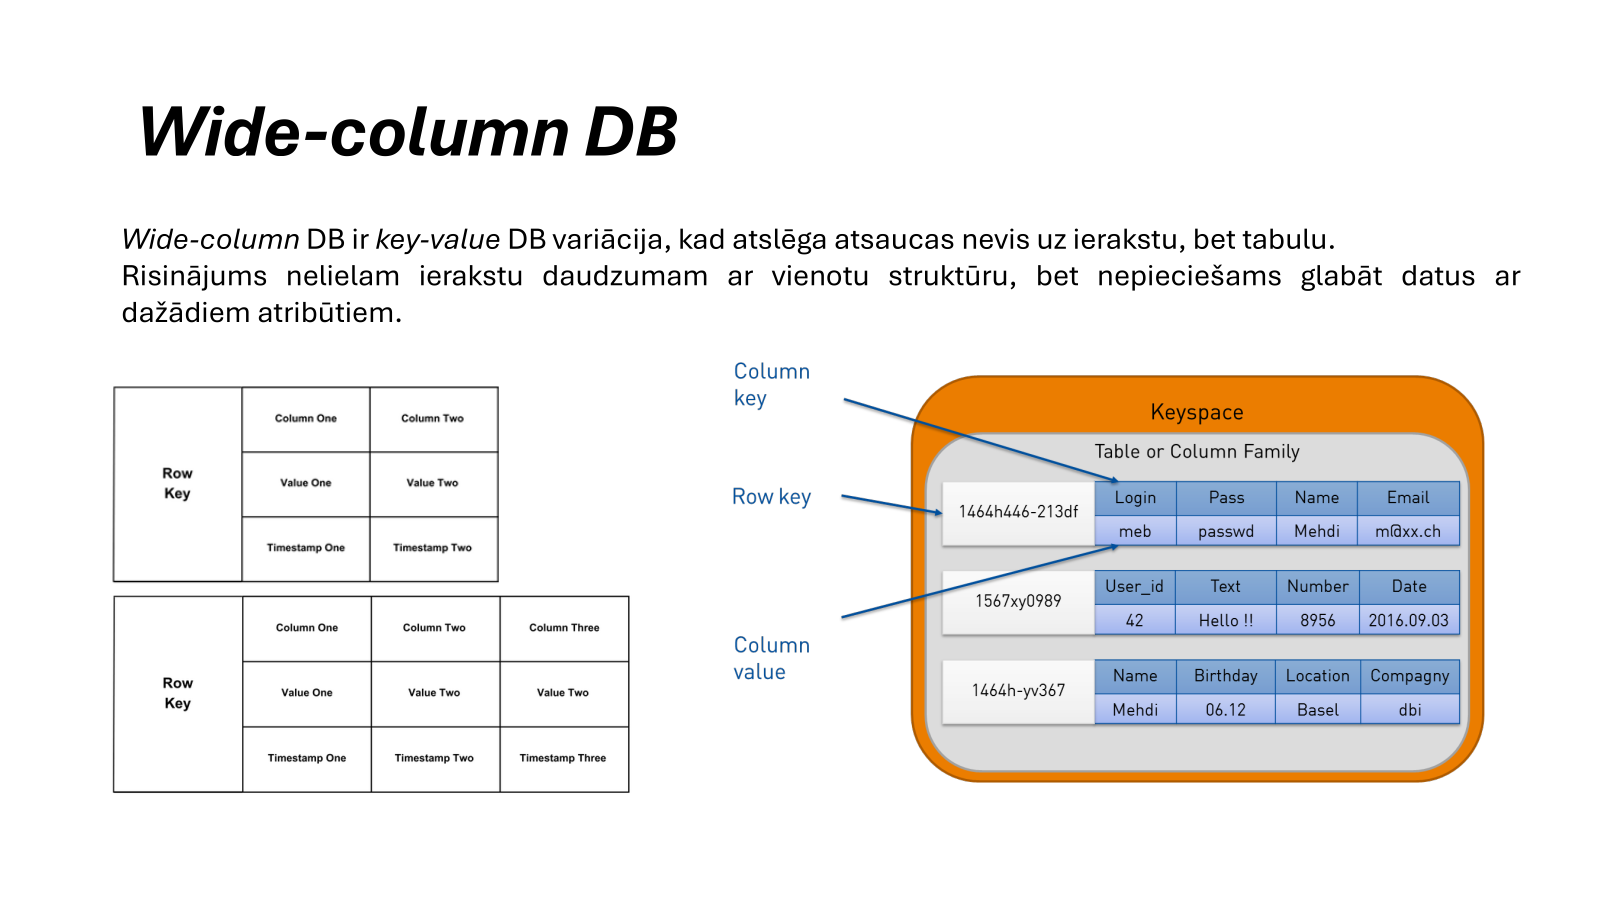 Wide-column DB
Wide-column DB ir key-value DB variācija, kad atslēga atsaucas nevis uz ierakstu, bet tabulu.
Risinājums nelielam ierakstu daudzumam ar vienotu struktūru, bet nepieciešams glabāt datus ar
dažādiem atribūtiem.
Row
Key
Column One Column Two
Value One Value Two
Timestamp One Timestamp Two
Row
Key
Column One Column Two Column Three
Value One Value Two Value Two
Timestamp One Timestamp Two Timestamp Three
Column
key
Row key
Column
value
Keyspace
Table or Column Family
1464h446-213df
Login Pass Name Email
meb passwd Mehdi m@xx.ch
1567xy0989
User_id Text Number Date
42 Hello !! 8956 2016.09.03
1464h-yv367
Name Birthday Location Compagny
Mehdi 06.12 Basel dbi